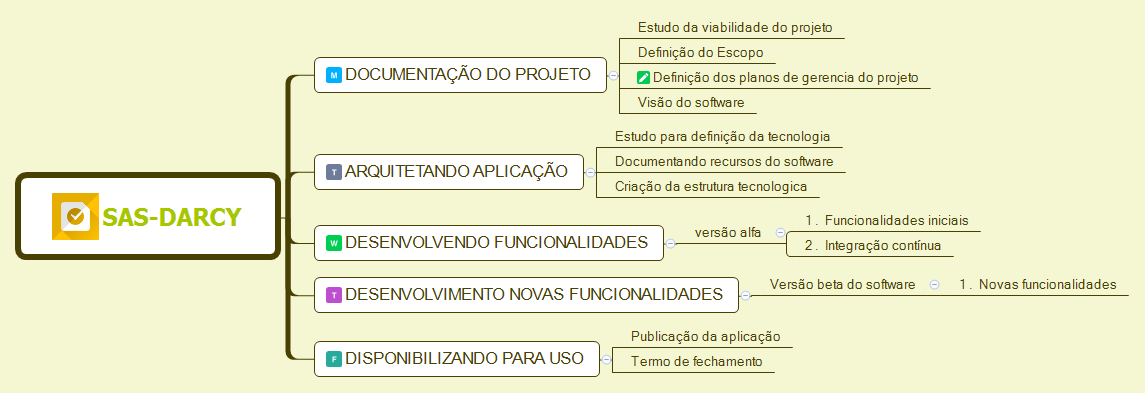 SAS-DARCY
M DOCUMENTAÇÃO DO PROJETO
Estudo da viabilidade do projeto
Definição do Escopo
Definição dos planos de gerencia do projeto
Visão do software
T ARQUITETANDO APLICAÇÃO
Estudo para definição da tecnologia
Documentando recursos do software
Criação da estrutura tecnologica
W DESENVOLVENDO FUNCIONALIDADES
versão alfa
1. Funcionalidades iniciais
2. Integração contínua
T DESENVOLVIMENTO NOVAS FUNCIONALIDADES
Versão beta do software
1. Novas funcionalidades
F DISPONIBILIZANDO PARA USO
Publicação da aplicação
Termo de fechamento